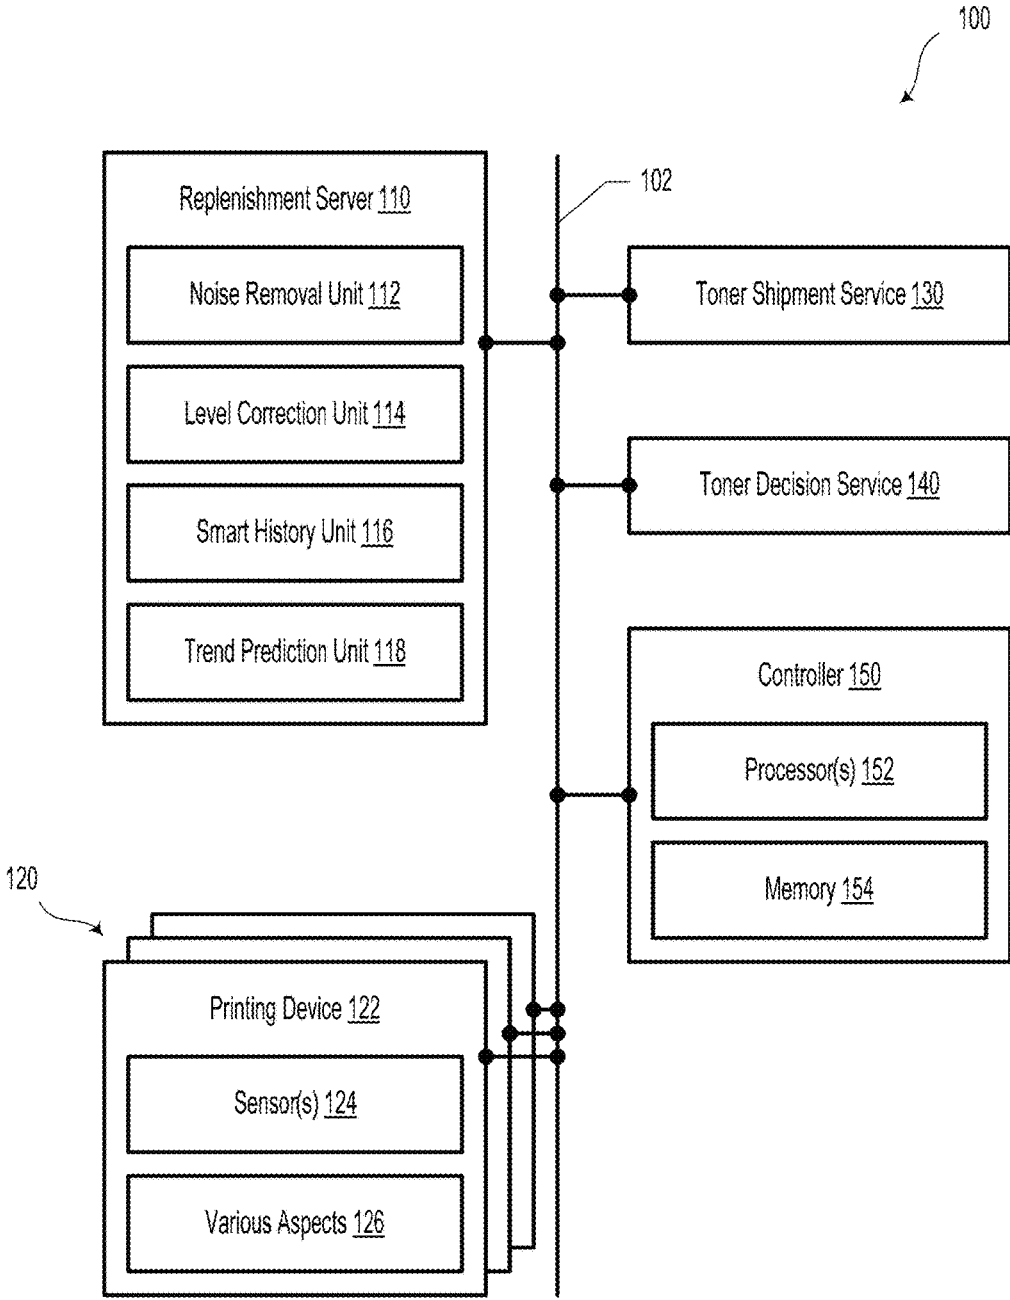 100
Replenishment Server 110
Noise Removal Unit 112
Level Correction Unit 114
Smart History Unit 116
Trend Prediction Unit 118
102
Toner Shipment Service 130
Toner Decision Service 140
Controller 150
Processor(s) 152
Memory 154
120
Printing Device 122
Sensor(s) 124
Various Aspects 126